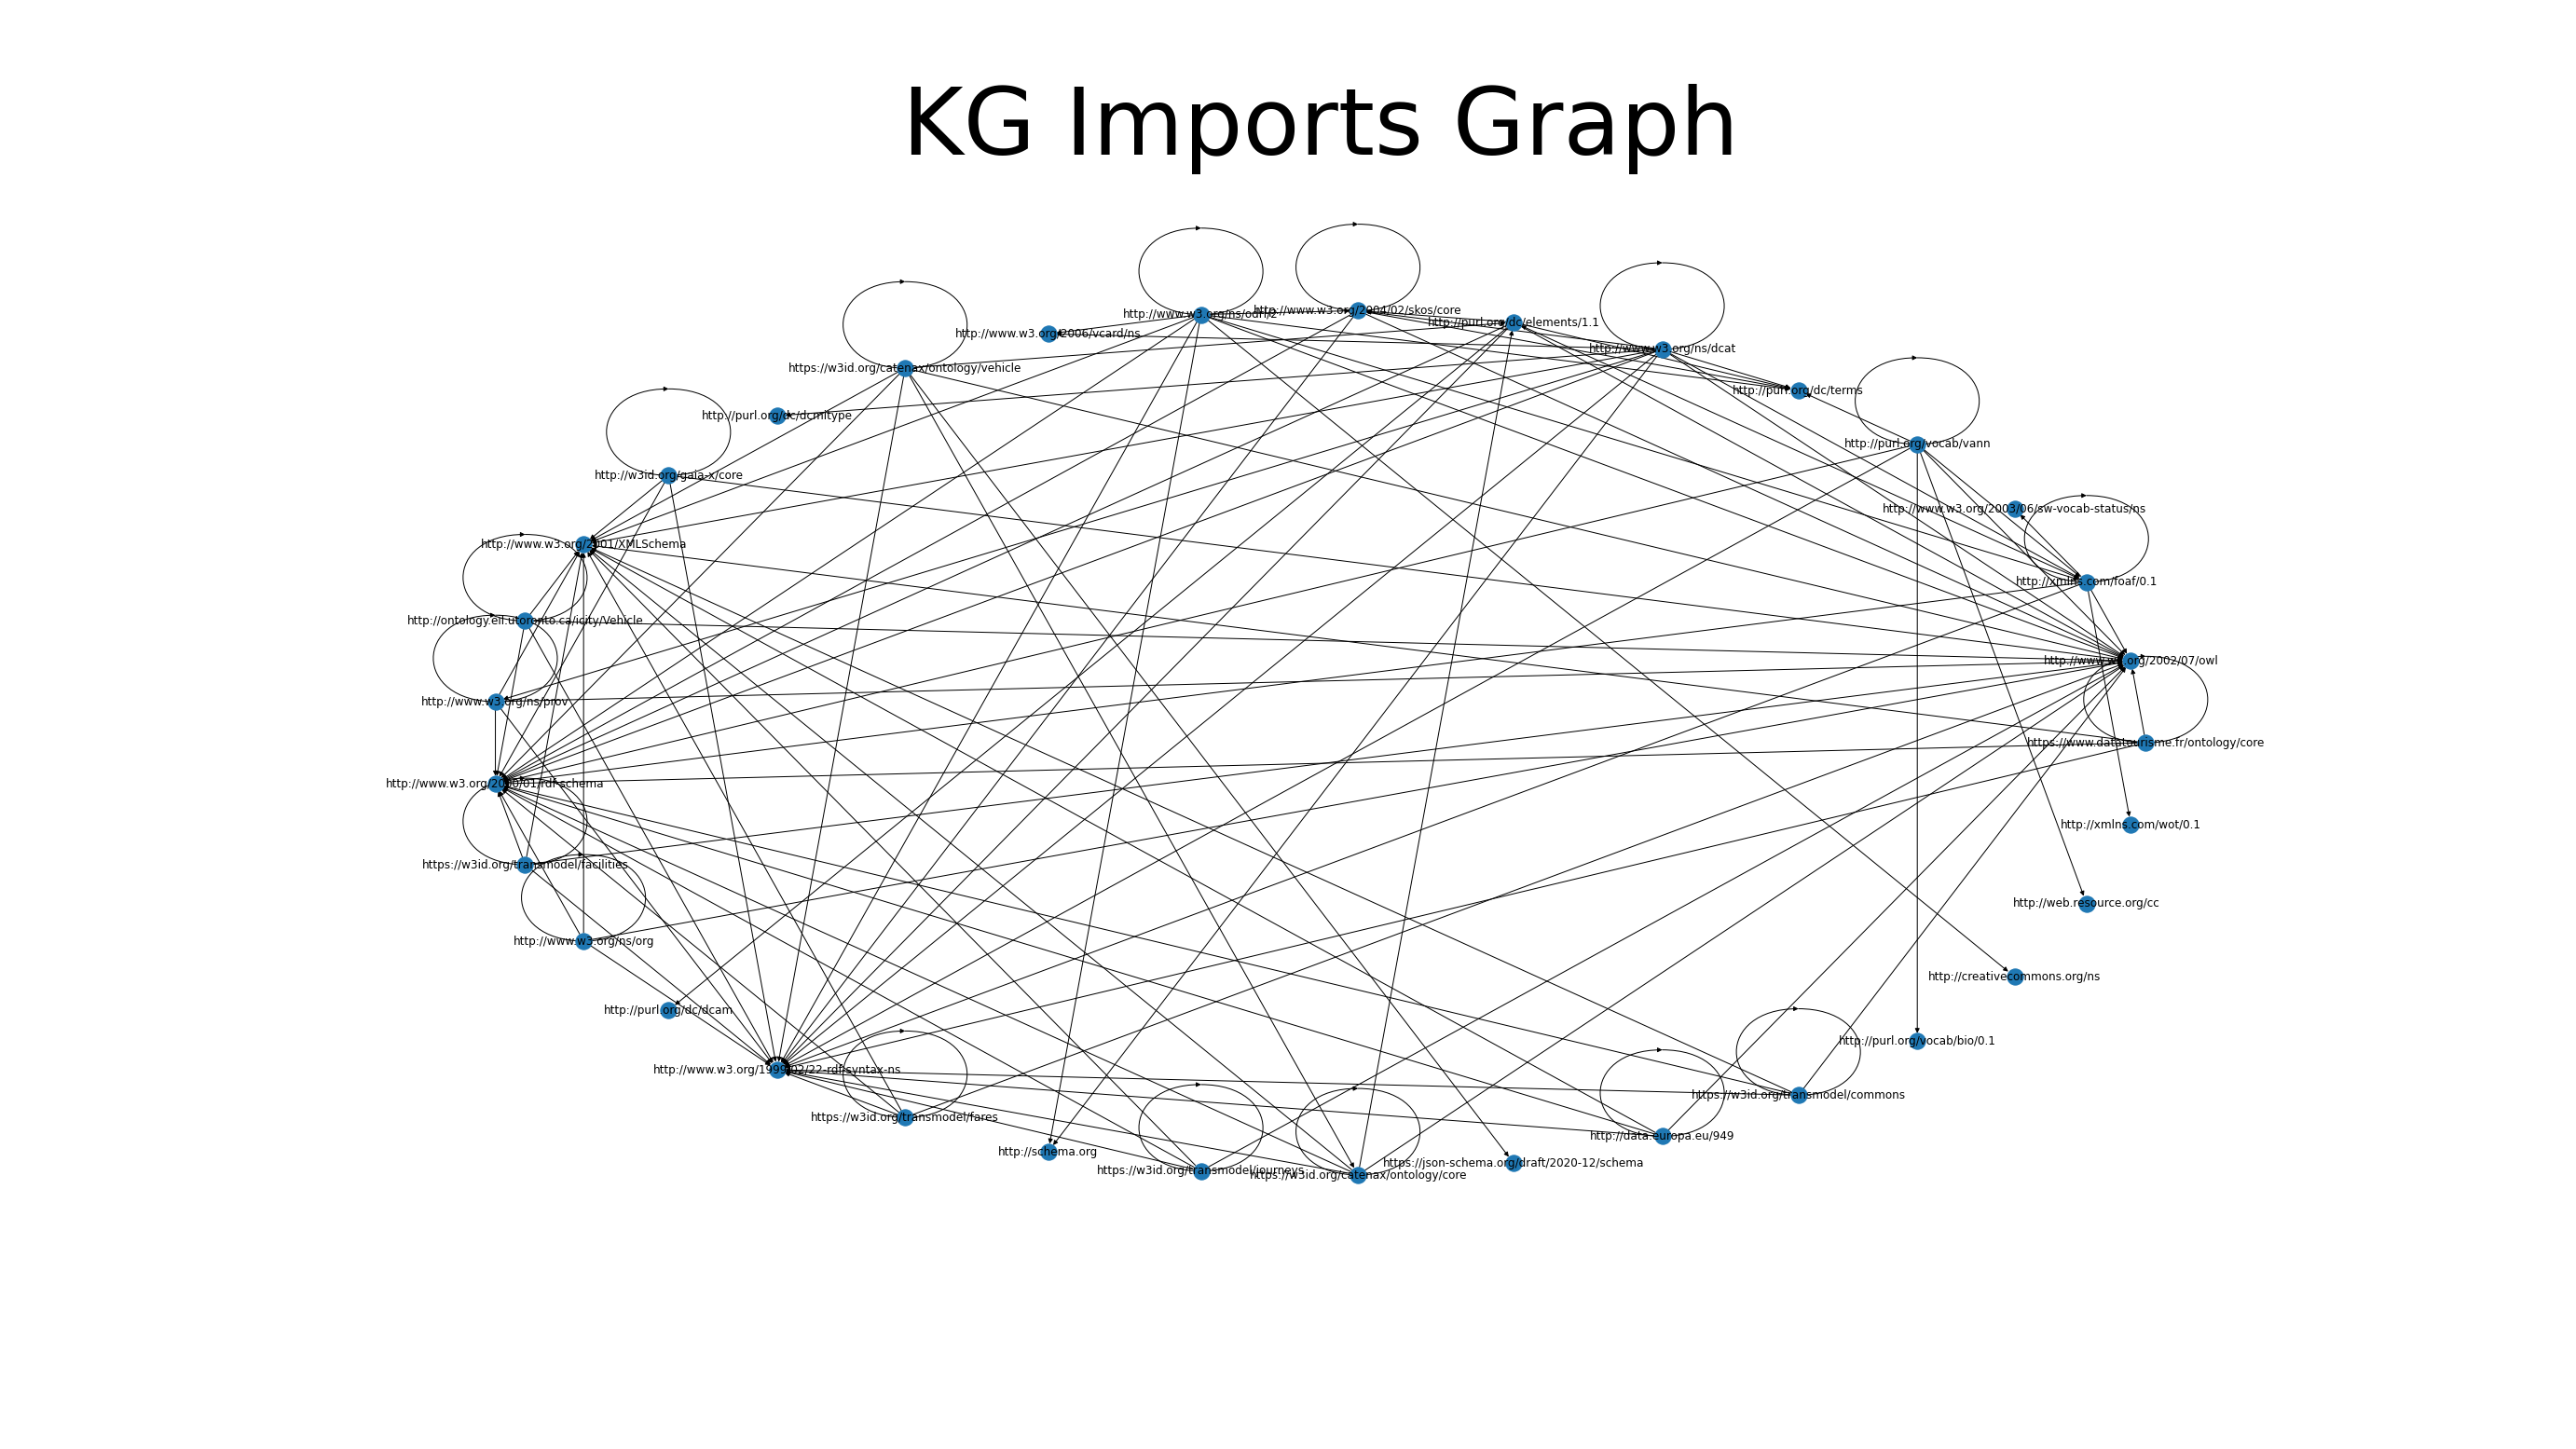 KG Imports Graph
http://www.w3.org/ns/odrl/2
http://www.w3.org/2004/02/skos/core
http://purl.org/dc/elements/1.1
http://www.w3.org/2006/vcard/ns
http://www.w3.org/ns/dcat
https://w3id.org/catenax/ontology/vehicle
http://purl.org/dc/terms
http://purl.org/dc/dcmitype
http://purl.org/vocab/vann
http://w3id.org/gaia-x/core
http://www.w3.org/2003/06/sw-vocab-status/ns
http://www.w3.org/2001/XMLSchema
http://xmlns.com/foaf/0.1
http://ontology.eil.utoronto.ca/icity/Vehicle
http://www.w3.org/2002/07/owl
http://www.w3.org/ns/prov
https://www.datatourisme.fr/ontology/core
http://www.w3.org/2000/01/rdf-schema
http://xmlns.com/wot/0.1
https://w3id.org/transmodel/facilities
http://web.resource.org/cc
http://www.w3.org/ns/org
http://creativecommons.org/ns
http://purl.org/dc/dcam
http://purl.org/vocab/bio/0.1
http://www.w3.org/1999/02/22-rdf-syntax-ns
https://w3id.org/transmodel/commons
https://w3id.org/transmodel/fares
http://data.europa.eu/949
http://schema.org
https://json-schema.org/draft/2020-12/schema
https://w3id.org/transmodel/journeys
https://w3id.org/catenax/ontology/core